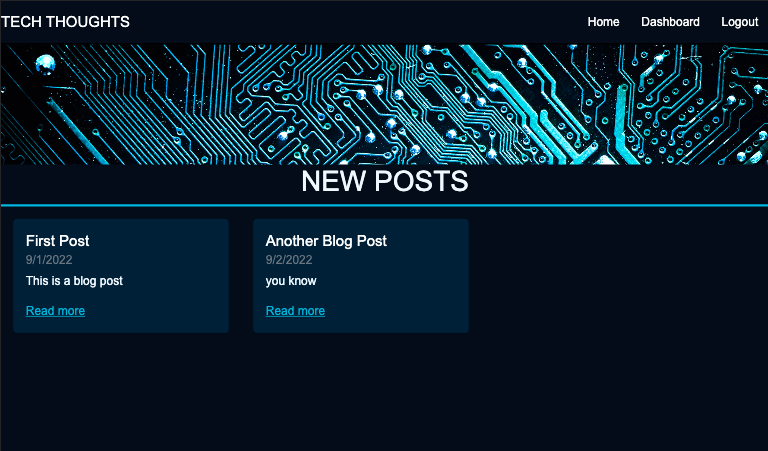 TECH THOUGHTS
Home Dashboard Logout
NEW POSTS
First Post
9/1/2022
This is a blog post
Read more
Another Blog Post
9/2/2022
you know
Read more